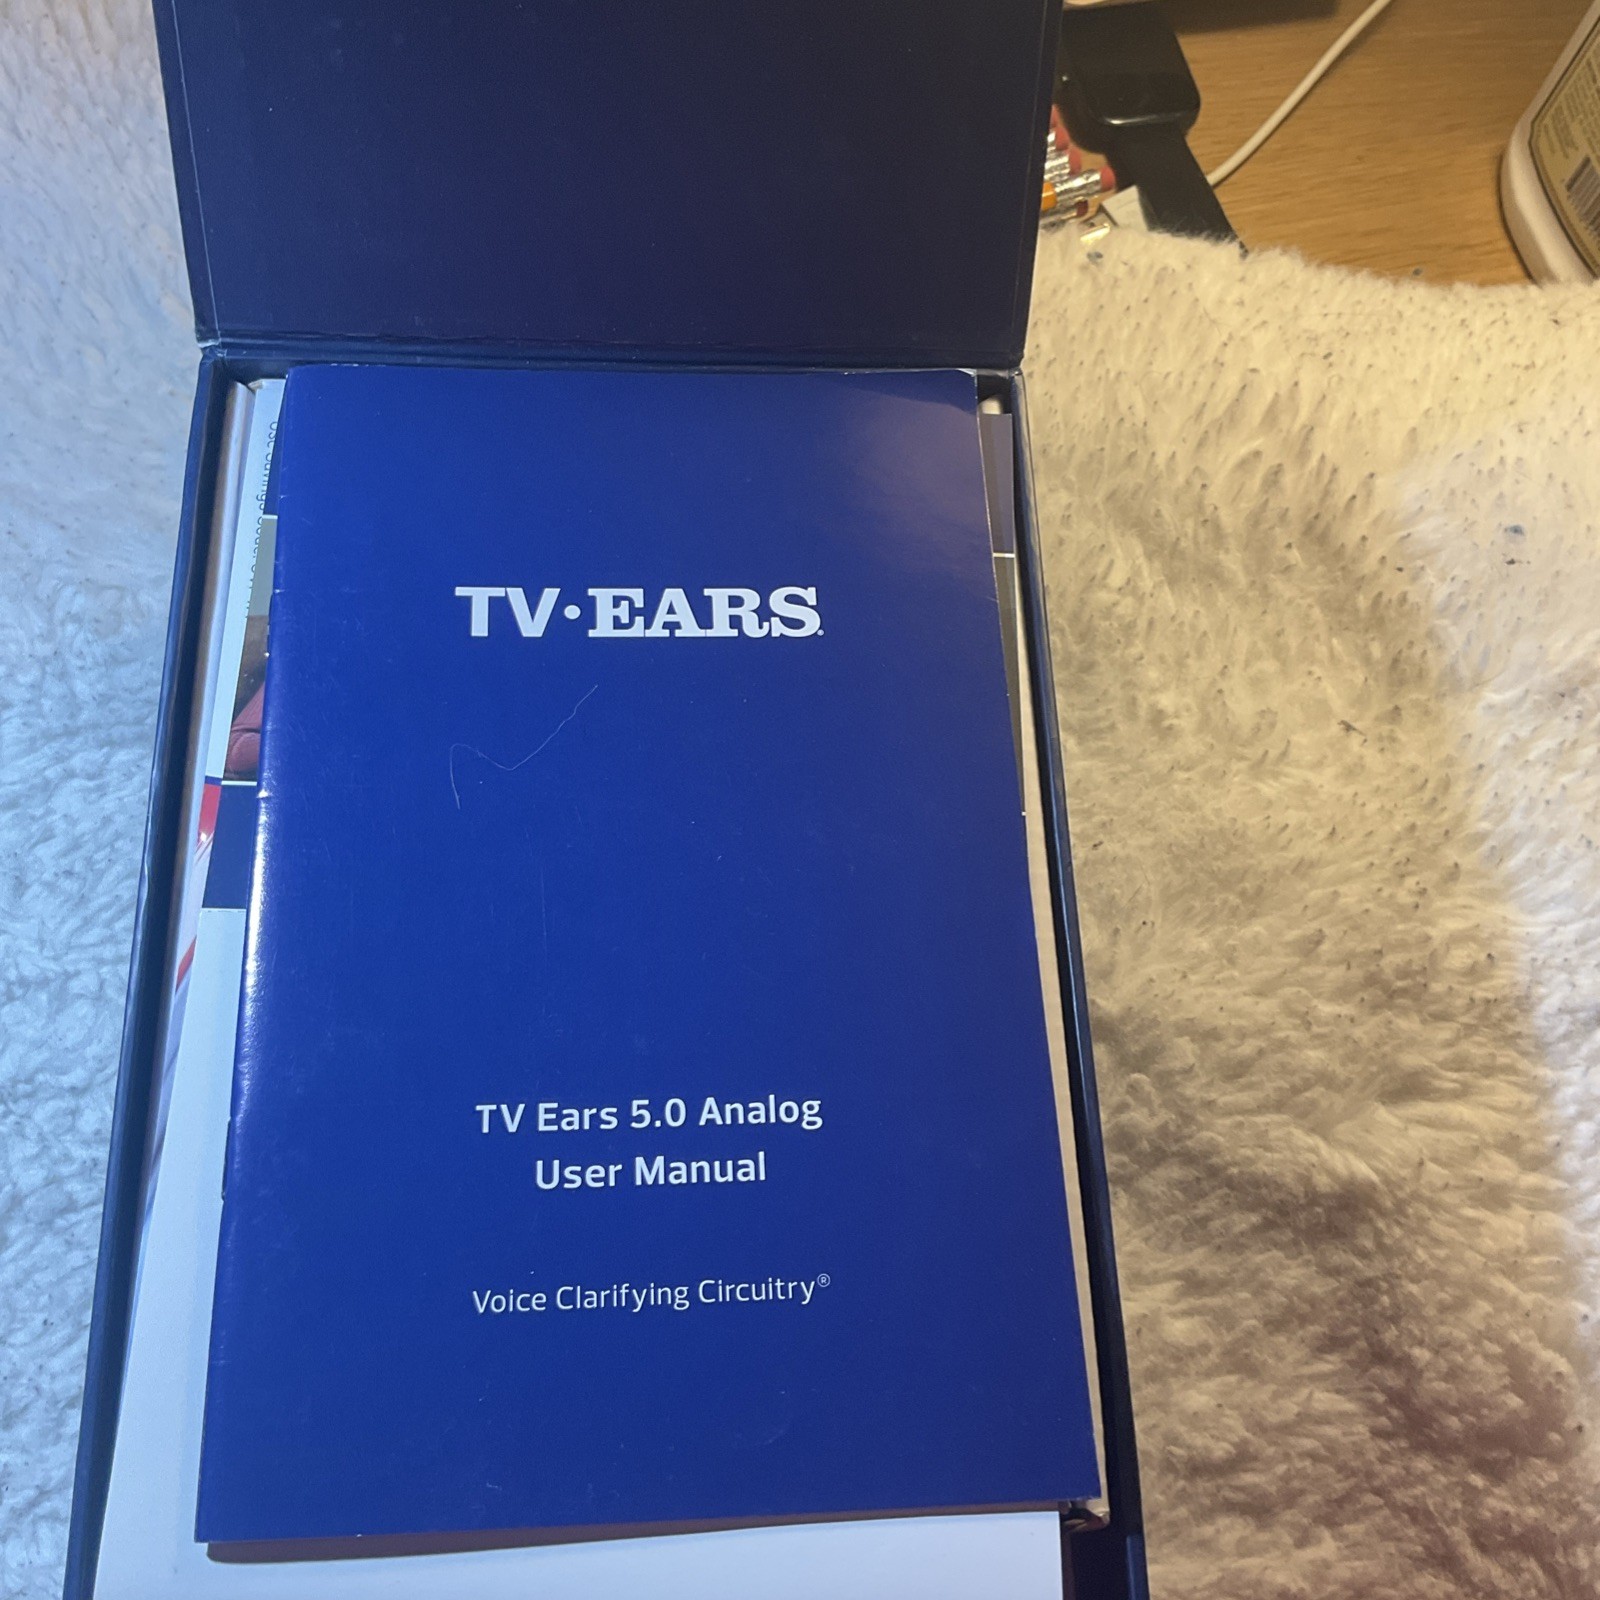 TV·EARS®
TV Ears 5.0 Analog
User Manual
Voice Clarifying Circuitry®